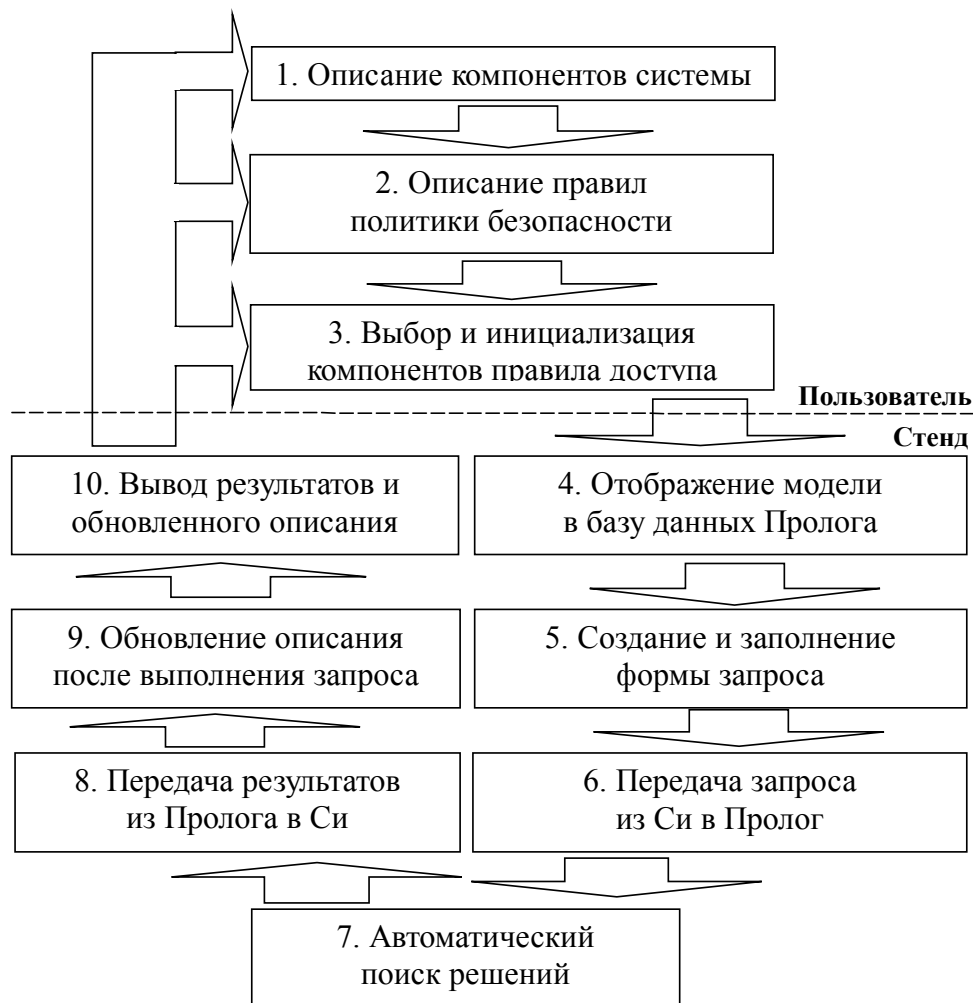 1. Описание компонентов системы
2. Описание правил
политики безопасности
3. Выбор и инициализация
компонентов правила доступа
Пользователь
Стенд
10. Вывод результатов и
обновленного описания
4. Отображение модели
в базу данных Пролога
9. Обновление описания
после выполнения запроса
5. Создание и заполнение
формы запроса
8. Передача результатов
из Пролога в Си
6. Передача запроса
из Си в Пролог
7. Автоматический
поиск решений